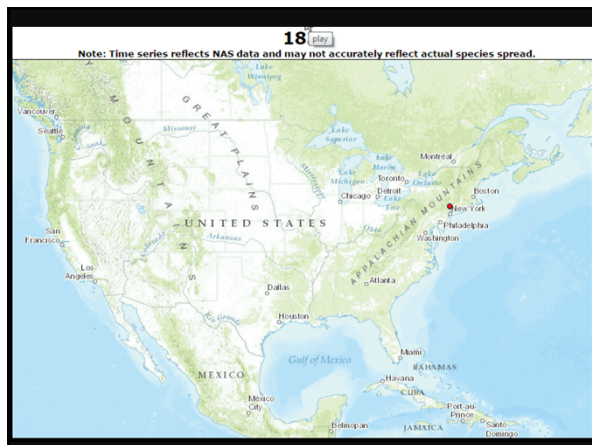 18 play
Note: Time series reflects NAS data and may not accurately reflect actual species spread.
Lake
Winnipeg
Vancouver
Seattle
Missouri
GREAT PLAINS
MOUNTAINS
Lake
Superior
Montréal
Lake
Huron
Toronto
Lake
Ontario
Lake
Michigan
Detroit
Boston
Chicago
Lake
Erie
New York
Mississippi
Philadelphia
UNITED STATES
Ohio
Washington
APPALACHIAN MOUNTAINS
San
Francisco
Colorado
Arkansas
Los
Angeles
Atlanta
Dallas
Houston
Rio Grande
Gulf of Mexico
Miami
BAHAMAS
MEXICO
Havana
CUBA
Mexico
City
Port-au-
Prince
Santo
Domingo
Belmopan
JAMAICA